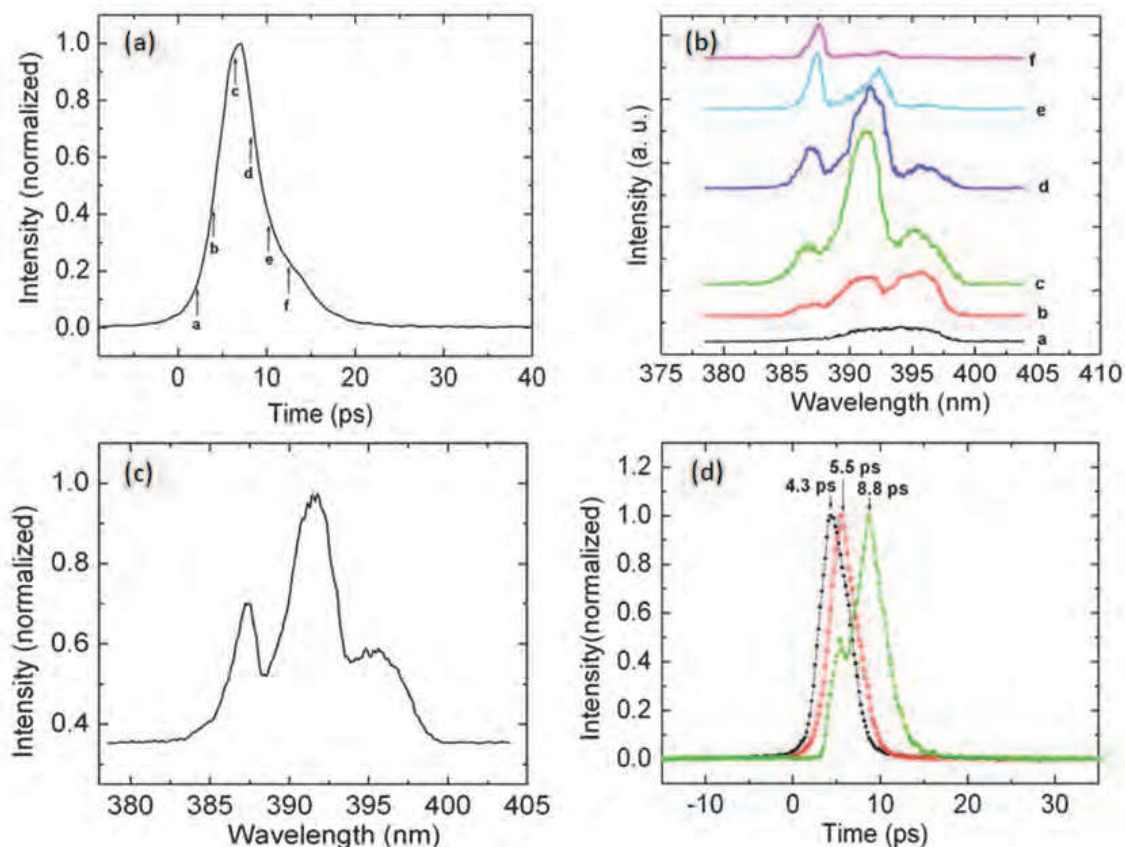 (a)
1.0
0.8
0.6
0.4
0.2
0.0
Intensity (normalized)
a
b
c
d
e
f
0 10 20 30 40
Time (ps)
(b)
Intensity (a. u.)
f
e
d
c
b
a
375 385 390 395 400 405 410
Wavelength (nm)
(c)
1.0
0.8
0.6
0.4
Intensity (normalized)
380 385 390 395 400 405
Wavelength (nm)
(d)
1.2
1.0
0.8
0.6
0.4
0.2
0.0
Intensity(normalized)
5.5 ps
4.3 ps
8.8 ps
-10 0 10 20 30
Time (ps)